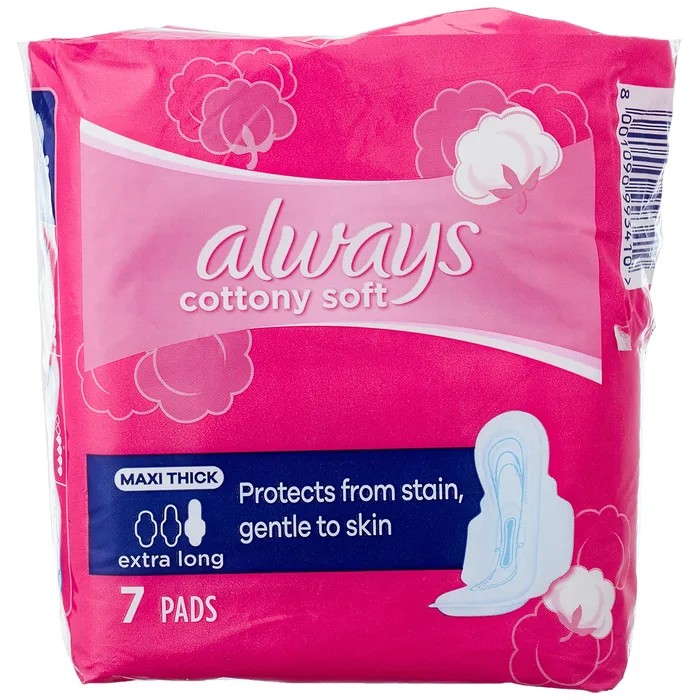 always
cottony soft
MAXI THICK
extra long
Protects from stain,
gentle to skin
7 PADS